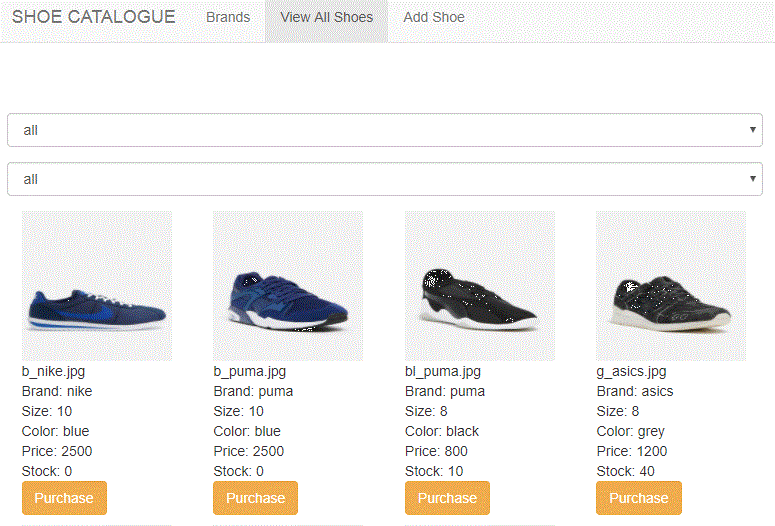 SHOE CATALOGUE Brands View All Shoes Add Shoe
all
all
b_nike.jpg
Brand: nike
Size: 10
Color: blue
Price: 2500
Stock: 0
Purchase
b_puma.jpg
Brand: puma
Size: 10
Color: blue
Price: 2500
Stock: 0
Purchase
bl_puma.jpg
Brand: puma
Size: 8
Color: black
Price: 800
Stock: 10
Purchase
g_asics.jpg
Brand: asics
Size: 8
Color: grey
Price: 1200
Stock: 40
Purchase